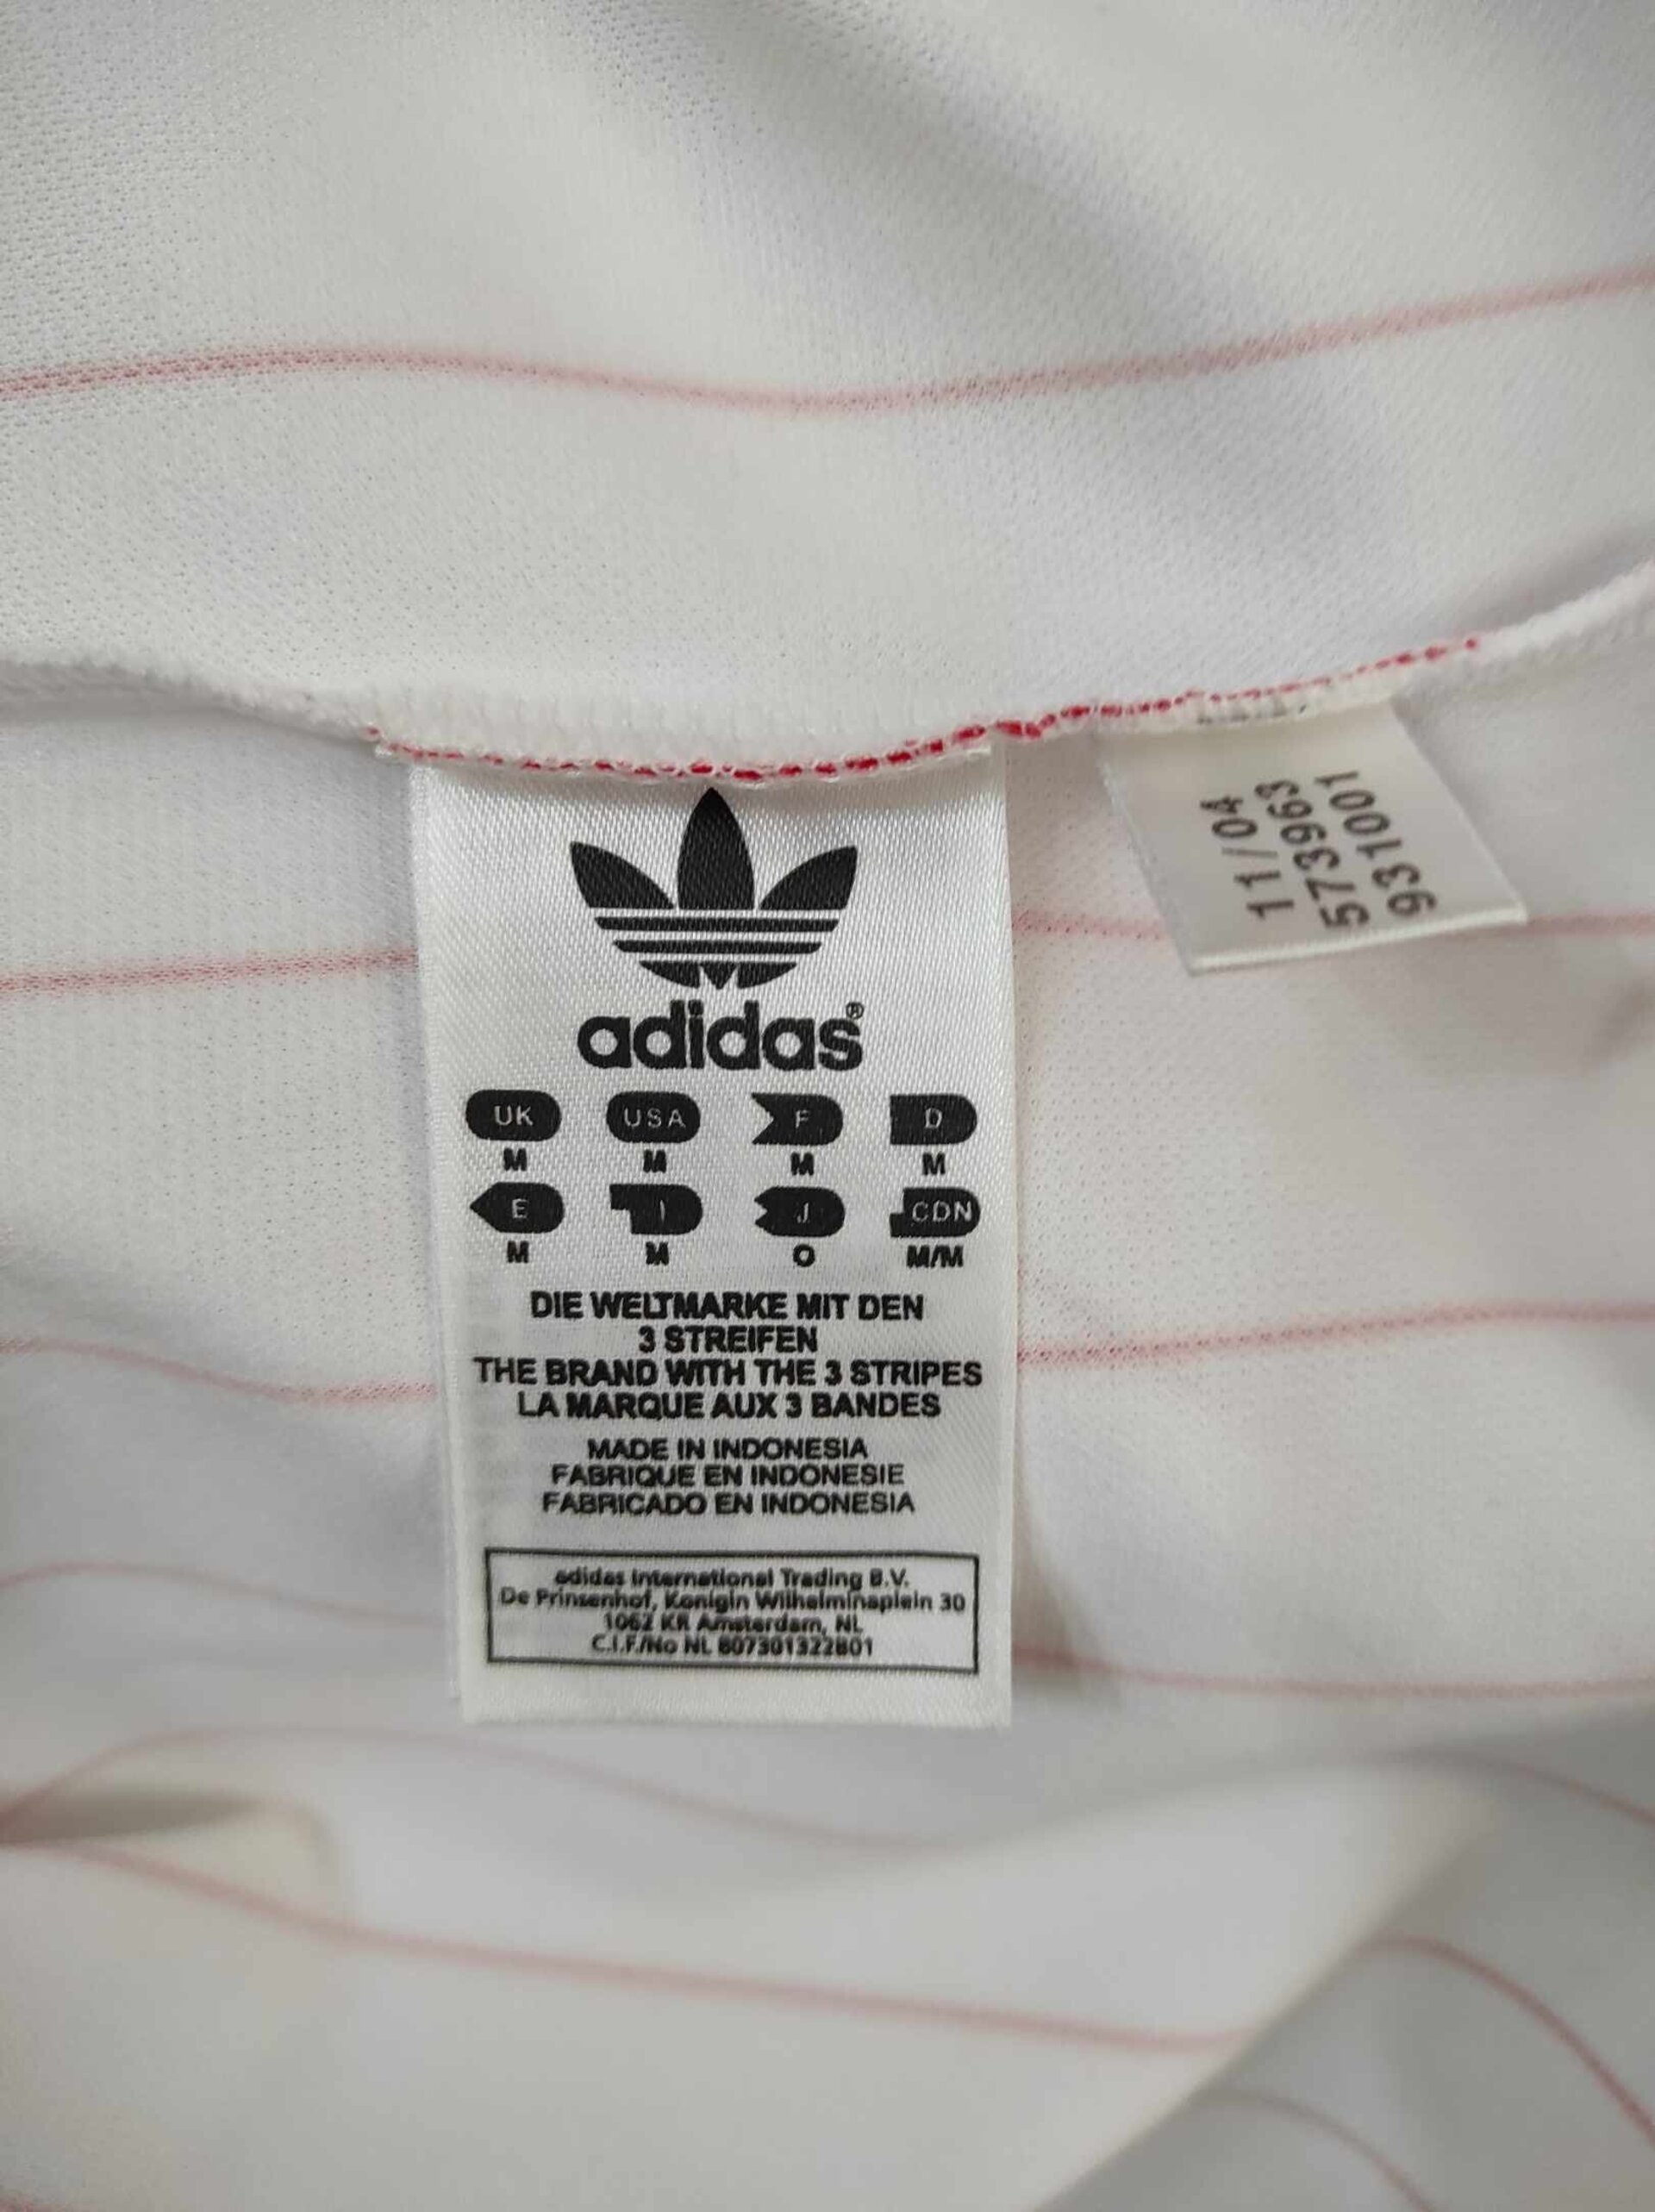 adidas®
UK USA F D
M M M M
E I J CDN
M M O M/M
DIE WELTMARKE MIT DEN
3 STREIFEN
THE BRAND WITH THE 3 STRIPES
LA MARQUE AUX 3 BANDES
MADE IN INDONESIA
FABRIQUE EN INDONESIE
FABRICADO EN INDONESIA
adidas International Trading B.V.
De Prinsenhof, Konigin Wilhelminaplein 30
1062 KR Amsterdam, NL
C.I.F./No NL 807301322B01
11/04
573963
931001